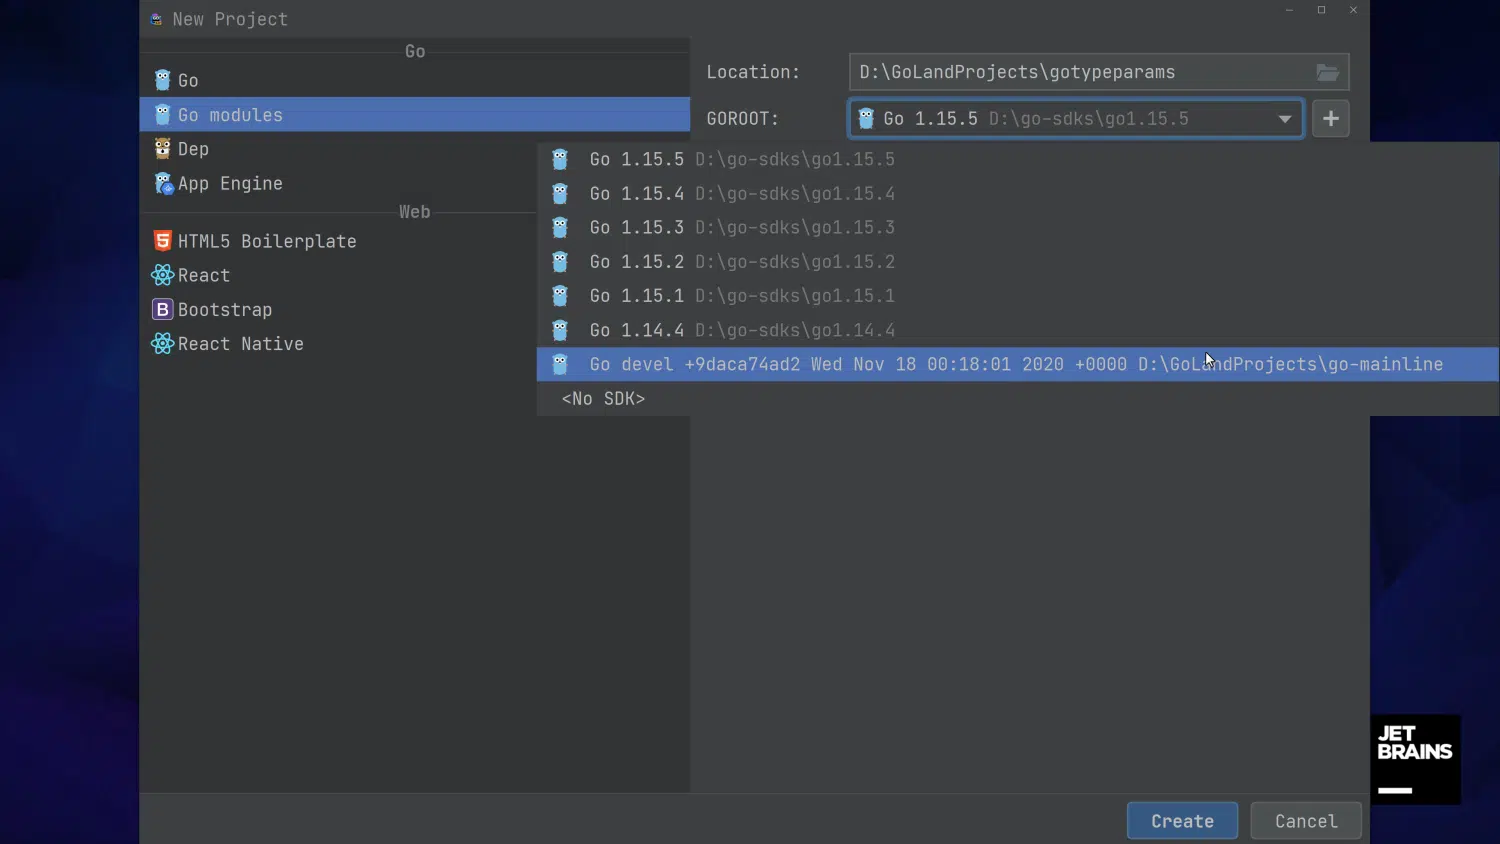 New Project
Go
Go
Go modules
Dep
App Engine
Web
HTML5 Boilerplate
React
Bootstrap
React Native
Location: D:\GoLandProjects\gotypeparams
GOROOT: Go 1.15.5 D:\go-sdks\go1.15.5
Go 1.15.5 D:\go-sdks\go1.15.5
Go 1.15.4 D:\go-sdks\go1.15.4
Go 1.15.3 D:\go-sdks\go1.15.3
Go 1.15.2 D:\go-sdks\go1.15.2
Go 1.15.1 D:\go-sdks\go1.15.1
Go 1.14.4 D:\go-sdks\go1.14.4
Go devel +9daca74ad2 Wed Nov 18 00:18:01 2020 +0000 D:\GoLandProjects\go-mainline
<No SDK>
JET
BRAINS
Create Cancel